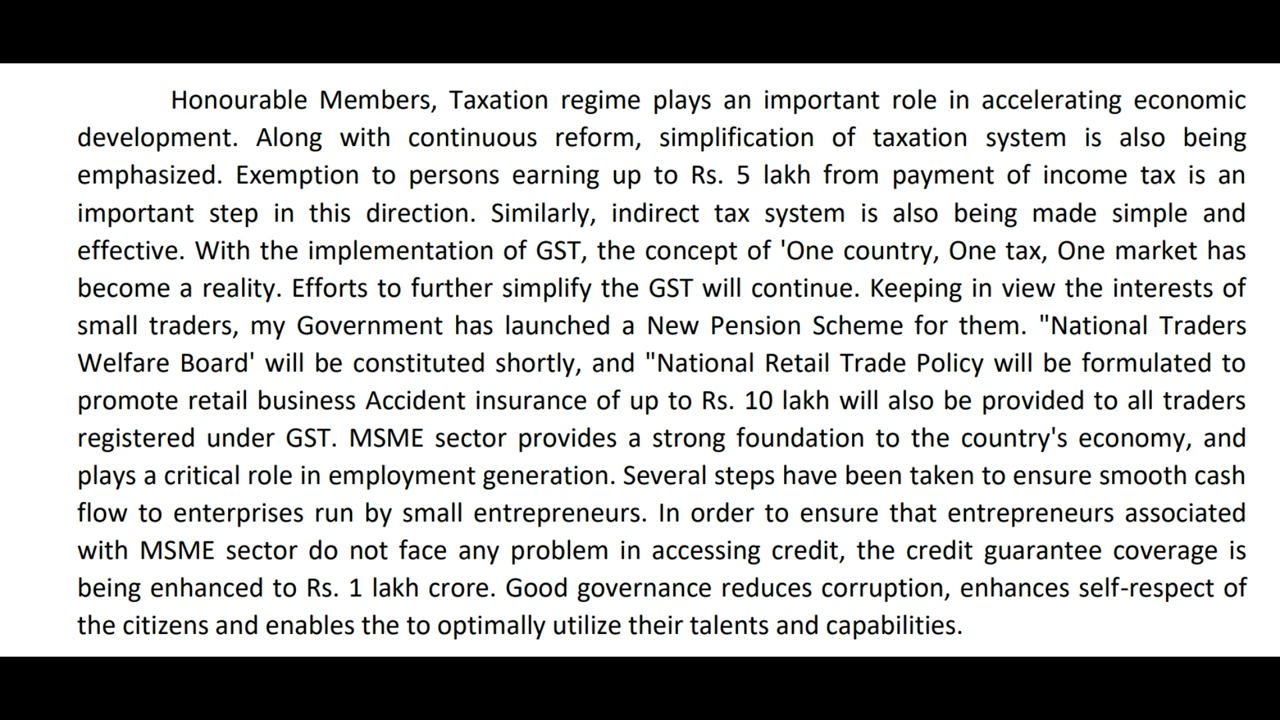 Honourable Members, Taxation regime plays an important role in accelerating economic
development. Along with continuous reform, simplification of taxation system is also being
emphasized. Exemption to persons earning up to Rs. 5 lakh from payment of income tax is an
important step in this direction. Similarly, indirect tax system is also being made simple and
effective. With the implementation of GST, the concept of 'One country, One tax, One market has
become a reality. Efforts to further simplify the GST will continue. Keeping in view the interests of
small traders, my Government has launched a New Pension Scheme for them. "National Traders
Welfare Board' will be constituted shortly, and "National Retail Trade Policy will be formulated to
promote retail business Accident insurance of up to Rs. 10 lakh will also be provided to all traders
registered under GST. MSME sector provides a strong foundation to the country's economy, and
plays a critical role in employment generation. Several steps have been taken to ensure smooth cash
flow to enterprises run by small entrepreneurs. In order to ensure that entrepreneurs associated
with MSME sector do not face any problem in accessing credit, the credit guarantee coverage is
being enhanced to Rs. 1 lakh crore. Good governance reduces corruption, enhances self-respect of
the citizens and enables the to optimally utilize their talents and capabilities.